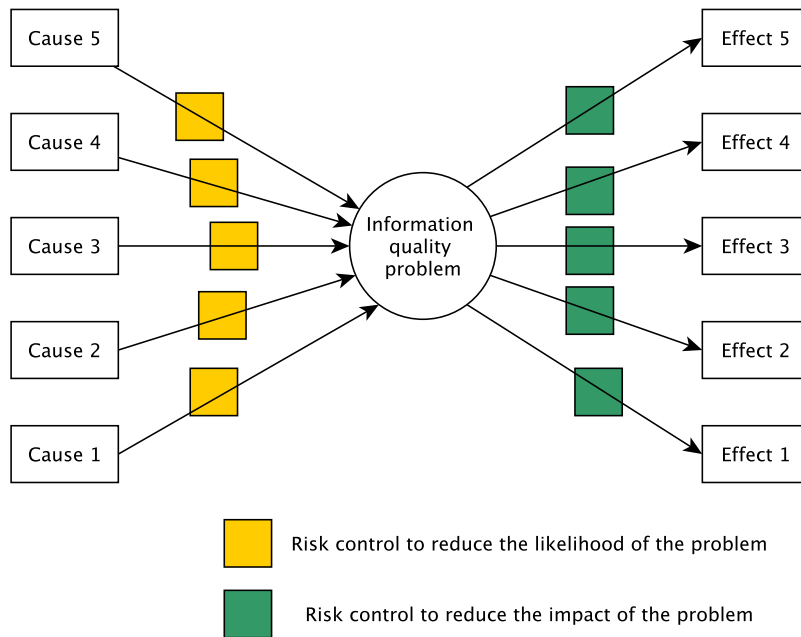 Cause 5
Effect 5
Cause 4
Effect 4
Cause 3
Information
quality
problem
Effect 3
Cause 2
Effect 2
Cause 1
Effect 1
Risk control to reduce the likelihood of the problem
Risk control to reduce the impact of the problem